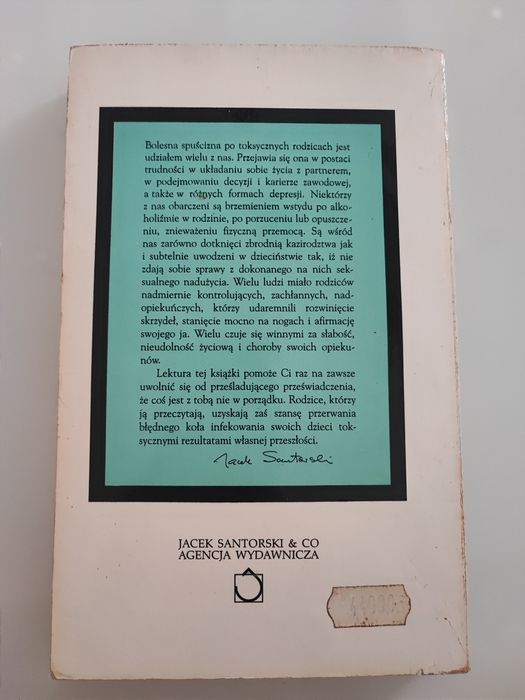 Bolesna spuścizna po toksycznych rodzicach jest
udziałem wielu z nas. Przejawia się ona w postaci
trudności w układaniu sobie życia z partnerem,
w podejmowaniu decyzji i karierze zawodowej,
a także w różnych formach depresji. Niektórzy
z nas obarczeni są brzemieniem wstydu po alko-
holiźmie w rodzinie, po porzuceniu lub opuszcze-
niu, znieważeniu fizyczną przemocą. Są wśród
nas zarówno dotknięci zbrodnią kazirodztwa jak
i subtelnie uwodzeni w dzieciństwie tak, iż nie
zdają sobie sprawy z dokonanego na nich sek-
sualnego nadużycia. Wielu ludzi miało rodziców
nadmiernie kontrolujących, zachłannych, nad-
opiekuńczych, którzy udaremnili rozwinięcie
skrzydeł, stanięcie mocno na nogach i afirmację
swojego ja. Wielu czuje się winnymi za słabość,
nieudolność życiową i choroby swoich opieku-
nów.
Lektura tej książki pomoże Ci raz na zawsze
uwolnić się od prześladującego przeświadczenia,
że coś jest z tobą nie w porządku. Rodzice, którzy
ją przeczytają, uzyskają zaś szansę przerwania
błędnego koła infekowania swoich dzieci tok-
sycznymi rezultatami własnej przeszłości.
Jacek Santorski
JACEK SANTORSKI & CO
AGENCJA WYDAWNICZA